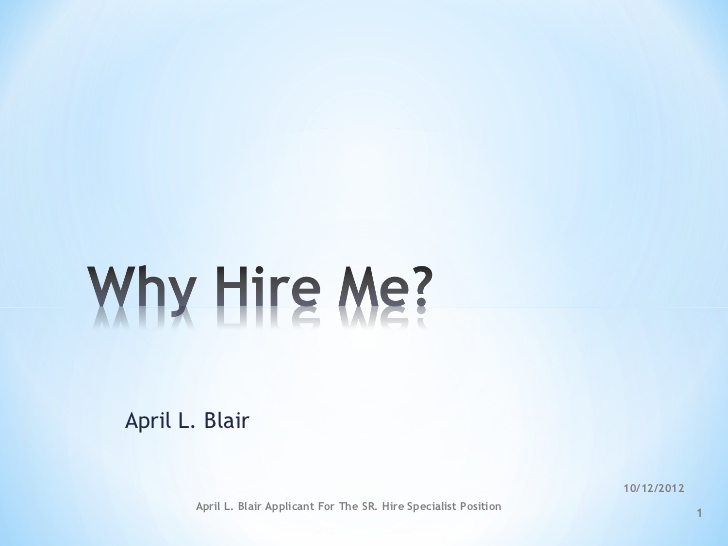 Why Hire Me?
April L. Blair
10/12/2012
April L. Blair Applicant For The SR. Hire Specialist Position
1